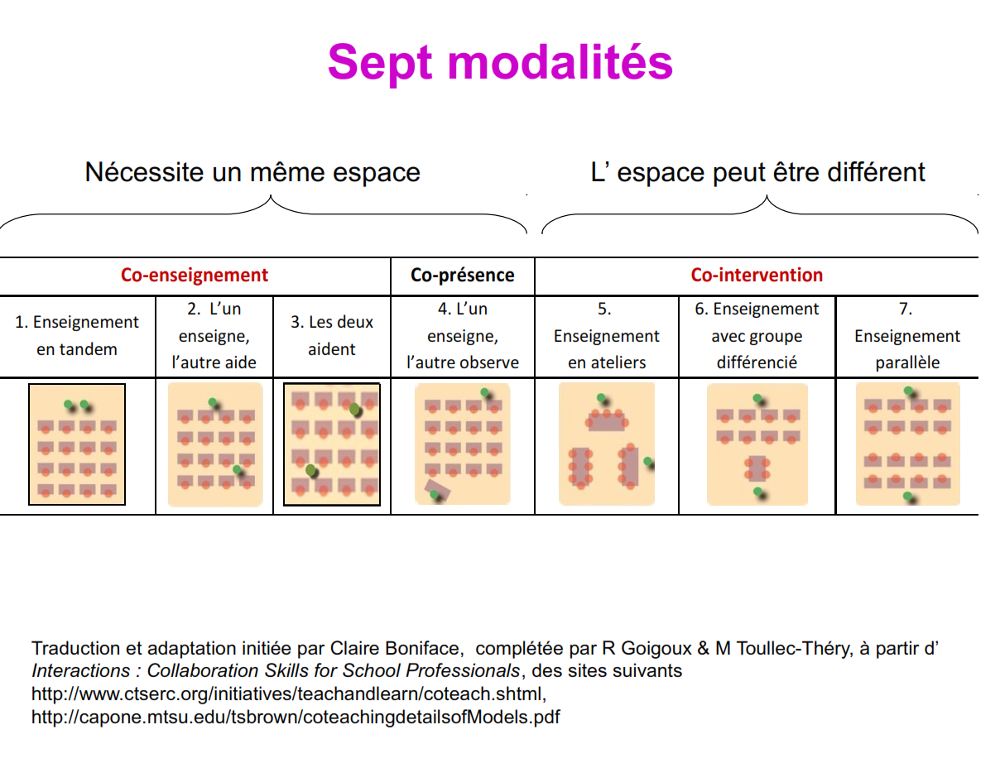 Sept modalités
Nécessite un même espace
L’ espace peut être différent
Co-enseignement
Co-présence
Co-intervention
1. Enseignement
en tandem
2. L’un
enseigne,
l’autre aide
3. Les deux
aident
4. L’un
enseigne,
l’autre observe
5.
Enseignement
en ateliers
6. Enseignement
avec groupe
différencié
7.
Enseignement
parallèle
Traduction et adaptation initiée par Claire Boniface, complétée par R Goigoux & M Toullec-Théry, à partir d’
Interactions : Collaboration Skills for School Professionals, des sites suivants
http://www.ctserc.org/initiatives/teachandlearn/coteach.shtml,
http://capone.mtsu.edu/tsbrown/coteachingdetailsofModels.pdf